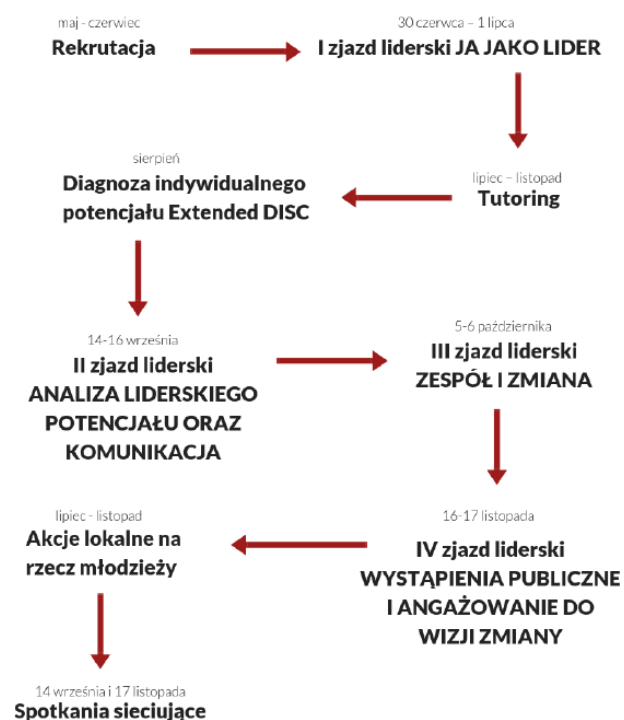 maj - czerwiec
Rekrutacja
30 czerwca – 1 lipca
I zjazd liderski JA JAKO LIDER
lipiec – listopad
Tutoring
sierpień
Diagnoza indywidualnego
potencjału Extended DISC
14-16 września
II zjazd liderski
ANALIZA LIDERSKIEGO
POTENCJAŁU ORAZ
KOMUNIKACJA
5-6 października
III zjazd liderski
ZESPÓŁ I ZMIANA
16-17 listopada
IV zjazd liderski
WYSTĄPIENIA PUBLICZNE
I ANGAŻOWANIE DO
WIZJI ZMIANY
lipiec - listopad
Akcje lokalne na
rzecz młodzieży
14 września i 17 listopada
Spotkania sieciujące